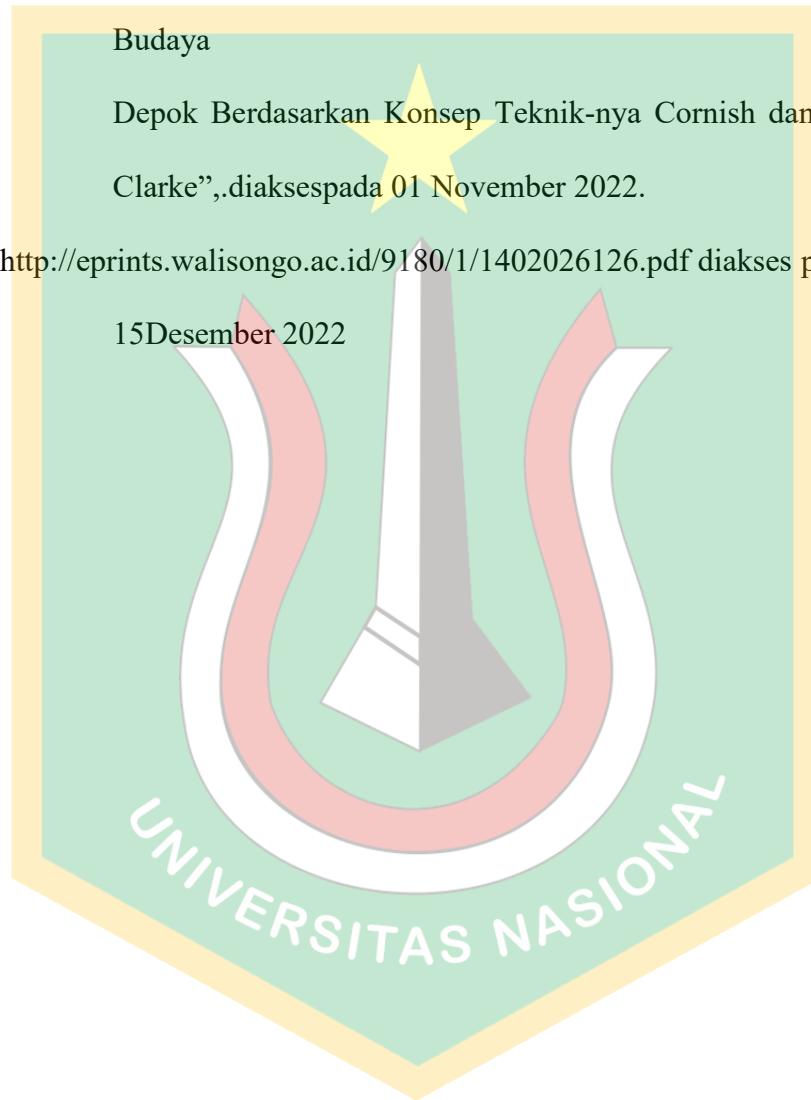 Budaya
Depok Berdasarkan Konsep Teknik-nya Cornish dan
Clarke”,.diaksespada 01 November 2022.
http://eprints.walisongo.ac.id/9180/1/1402026126.pdf diakses
15Desember 2022
UNIVERSITAS NASIONAL